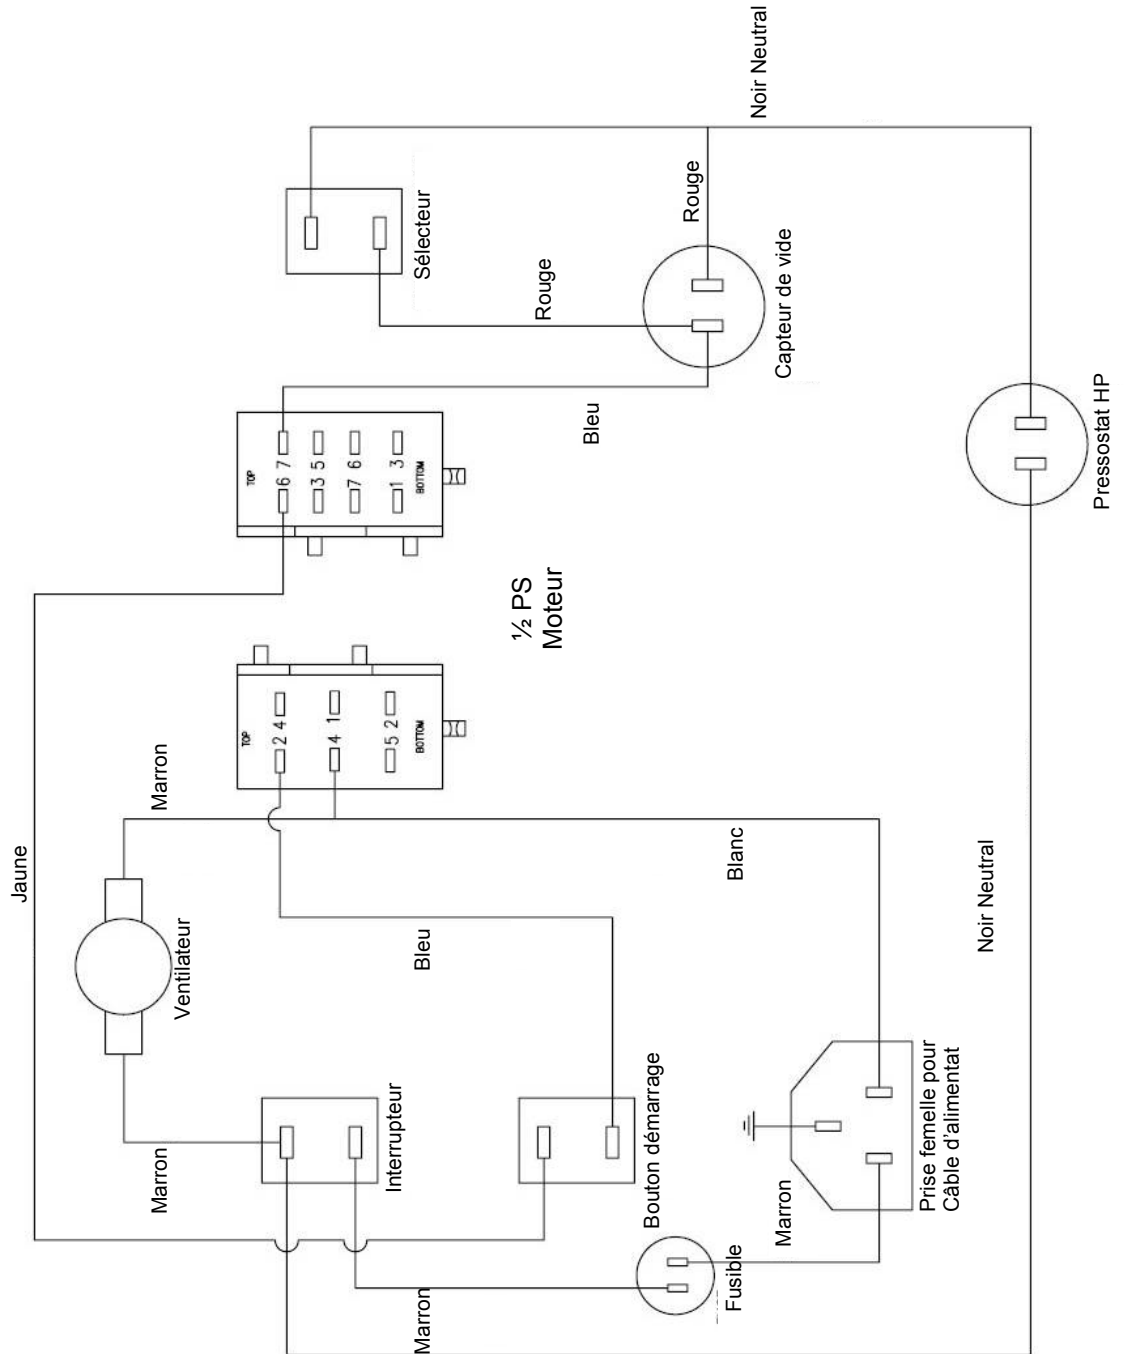 Noir Neutral
Sélecteur
Rouge
Rouge
Capteur de vide
Bleu
TOP
6 7
3 5
7 6
1 3
BOTTOM
Pressostat HP
½ PS
Moteur
TOP
2 4
4 1
5 2
BOTTOM
Marron
Jaune
Ventilateur
Bleu
Blanc
Noir Neutral
Marron
Interrupteur
Bouton démarrage
Marron
Fusible
Marron
Prise femelle pour
Câble d'alimentat